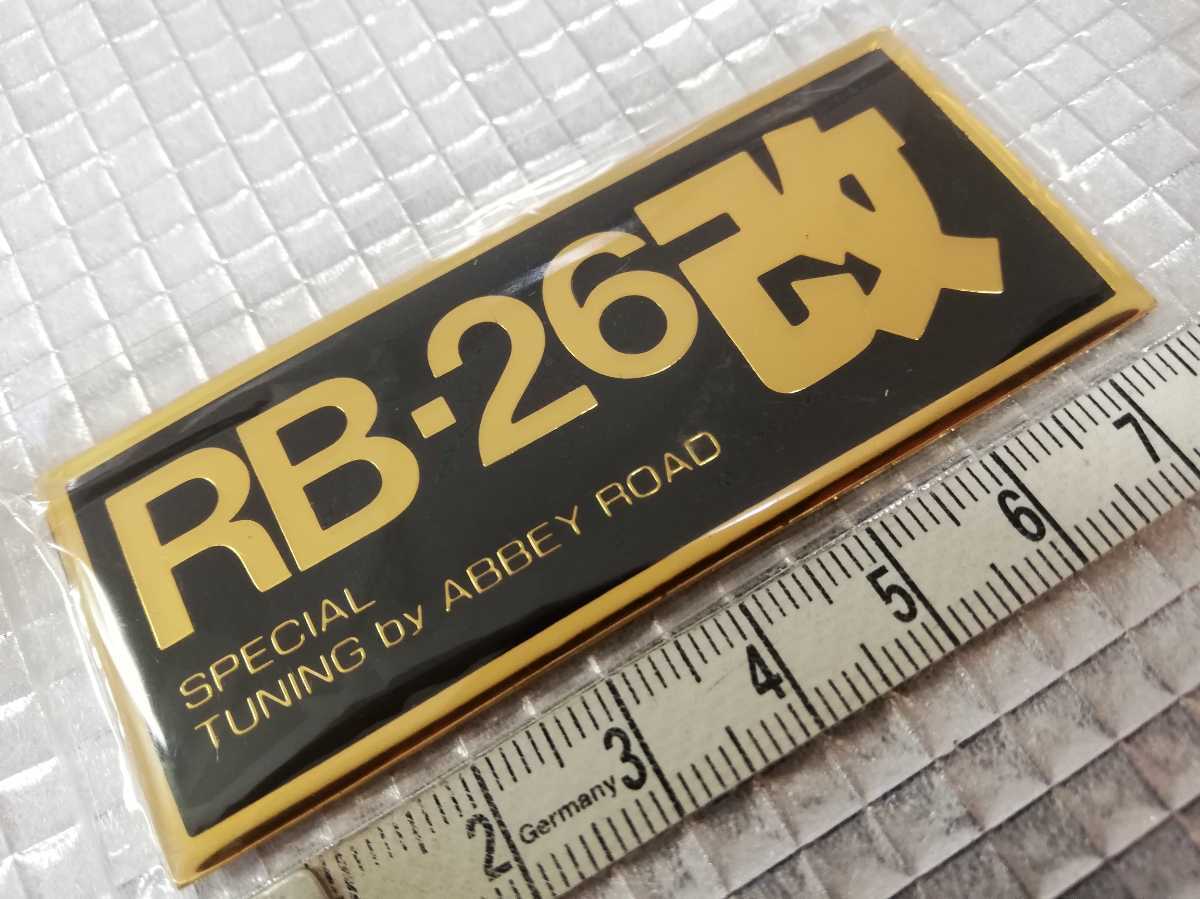 RB·26改
SPECIAL
TUNING by ABBEY ROAD
2 Germany 3 4 5 6 7